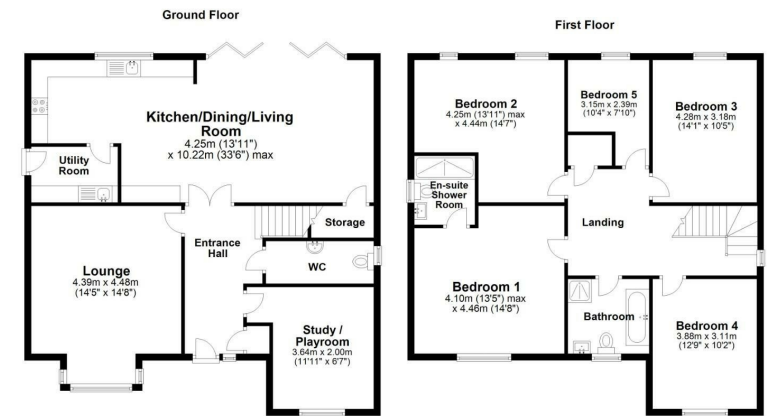 Ground Floor
Kitchen/Dining/Living
Room
4.25m (13'11")
x 10.22m (33'6") max
Utility
Room
Storage
Entrance
Hall
WC
Lounge
4.39m x 4.48m
(14'5" x 14'8")
Study /
Playroom
3.64m x 2.00m
(11'11" x 6'7")
First Floor
Bedroom 2
4.25m (13'11") max
x 4.44m (14'7")
Bedroom 5
3.15m x 2.39m
(10'4" x 7'10")
Bedroom 3
4.28m x 3.18m
(14'1" x 10'5")
En-suite
Shower
Room
Landing
Bedroom 1
4.10m (13'5") max
x 4.46m (14'8")
Bathroom
Bedroom 4
3.88m x 3.11m
(12'9" x 10'2")